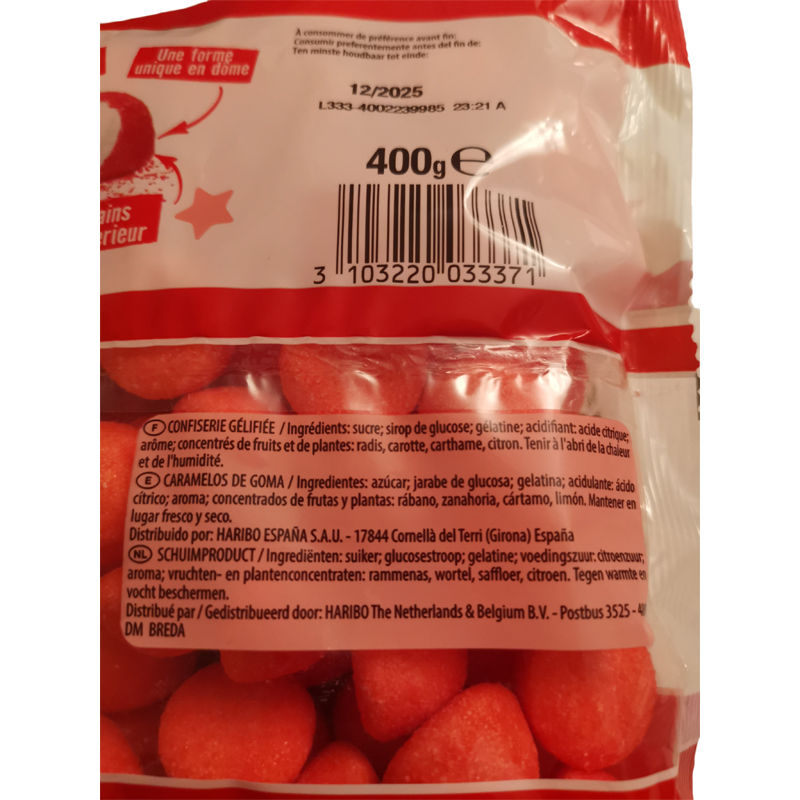 Une forme
unique en dôme
À consommer de préférence avant fin:
Consumir preferentemente antes del fin de:
Ten minste houdbaar tot einde:
12/2025
L333-4002239985 23:21 A
400g ℮
3 103220 033371
F CONFISERIE GÉLIFIÉE / Ingrédients: sucre; sirop de glucose; gélatine; acidifiant: acide citrique;
arôme; concentrés de fruits et de plantes: radis, carotte, carthame, citron. Tenir à l'abri de la chaleur
et de l'humidité.
E CARAMELOS DE GOMA / Ingredientes: azúcar; jarabe de glucosa; gelatina; acidulante: ácido
cítrico; aroma; concentrados de frutas y plantas: rábano, zanahoria, cártamo, limón. Mantener en
lugar fresco y seco.
Distribuido por: HARIBO ESPAÑA S.A.U. - 17844 Cornellà del Terri (Girona) España
NL SCHUIMPRODUCT / Ingrediënten: suiker; glucosestroop; gelatine; voedingszuur: citroenzuur;
aroma; vruchten- en plantenconcentraten: rammenas, wortel, saffloer, citroen. Tegen warmte en
vocht beschermen.
Distribué par / Gedistribueerd door: HARIBO The Netherlands & Belgium B.V. - Postbus 3525 -
DM BREDA